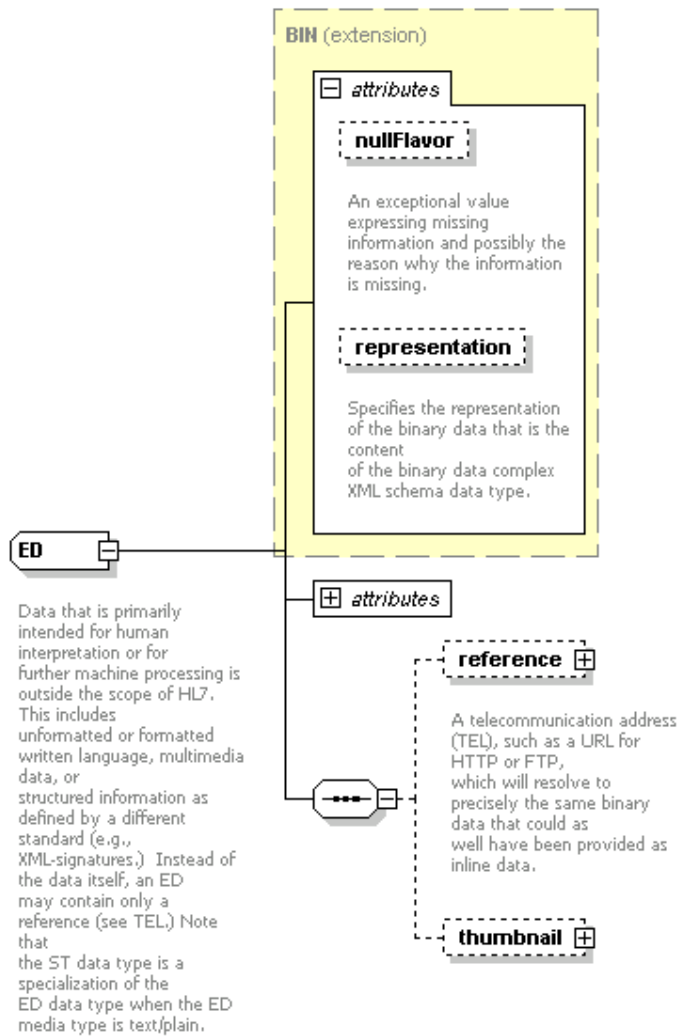 BIN (extension)
attributes
nullFlavor
An exceptional value
expressing missing
information and possibly the
reason why the information
is missing.
representation
Specifies the representation
of the binary data that is the
content
of the binary data complex
XML schema data type.
ED
Data that is primarily
intended for human
interpretation or for
further machine processing is
outside the scope of HL7.
This includes
unformatted or formatted
written language, multimedia
data, or
structured information as
defined by a different
standard (e.g.,
XML-signatures.)  Instead of
the data itself, an ED
may contain only a
reference (see TEL.) Note
that
the ST data type is a
specialization of the
ED data type when the ED
media type is text/plain.
attributes
reference
A telecommunication address
(TEL), such as a URL for
HTTP or FTP,
which will resolve to
precisely the same binary
data that could as
well have been provided as
inline data.
thumbnail